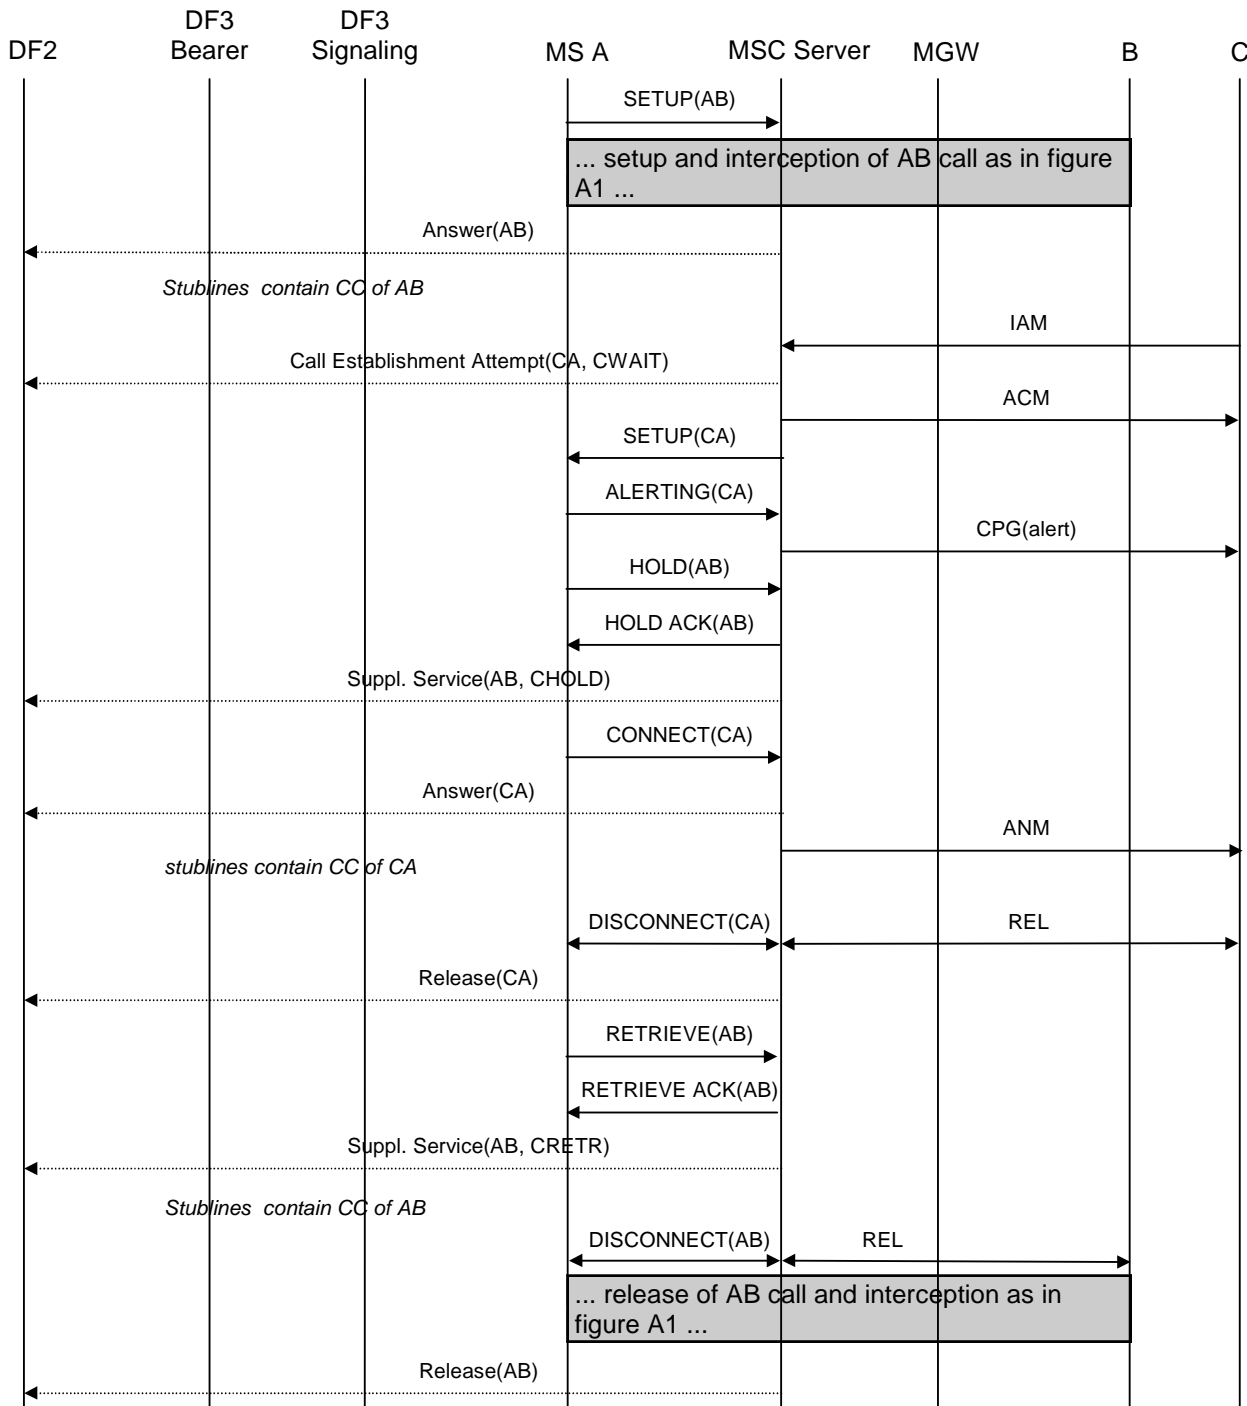 DF2
DF3
Bearer
DF3
Signaling
MS A
MSC Server
MGW
B
C
SETUP(AB)
... setup and interception of AB call as in figure
A1 ...
Answer(AB)
Stublines contain CC of AB
IAM
Call Establishment Attempt(CA, CWAIT)
ACM
SETUP(CA)
ALERTING(CA)
CPG(alert)
HOLD(AB)
HOLD ACK(AB)
Suppl. Service(AB, CHOLD)
CONNECT(CA)
Answer(CA)
ANM
stublines contain CC of CA
DISCONNECT(CA)
REL
Release(CA)
RETRIEVE(AB)
RETRIEVE ACK(AB)
Suppl. Service(AB, CRETR)
Stublines contain CC of AB
DISCONNECT(AB)
REL
... release of AB call and interception as in
figure A1 ...
Release(AB)